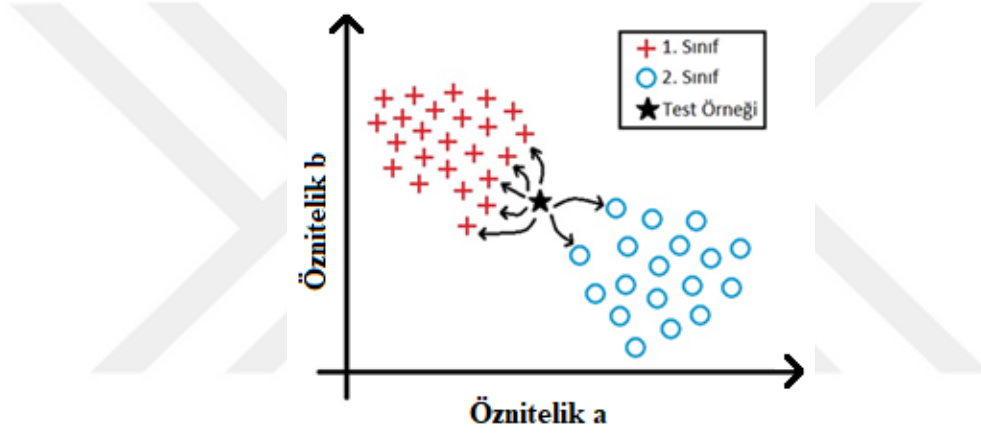 1. Sınıf
2. Sınıf
Test Örneği
Öznitelik b
Öznitelik a